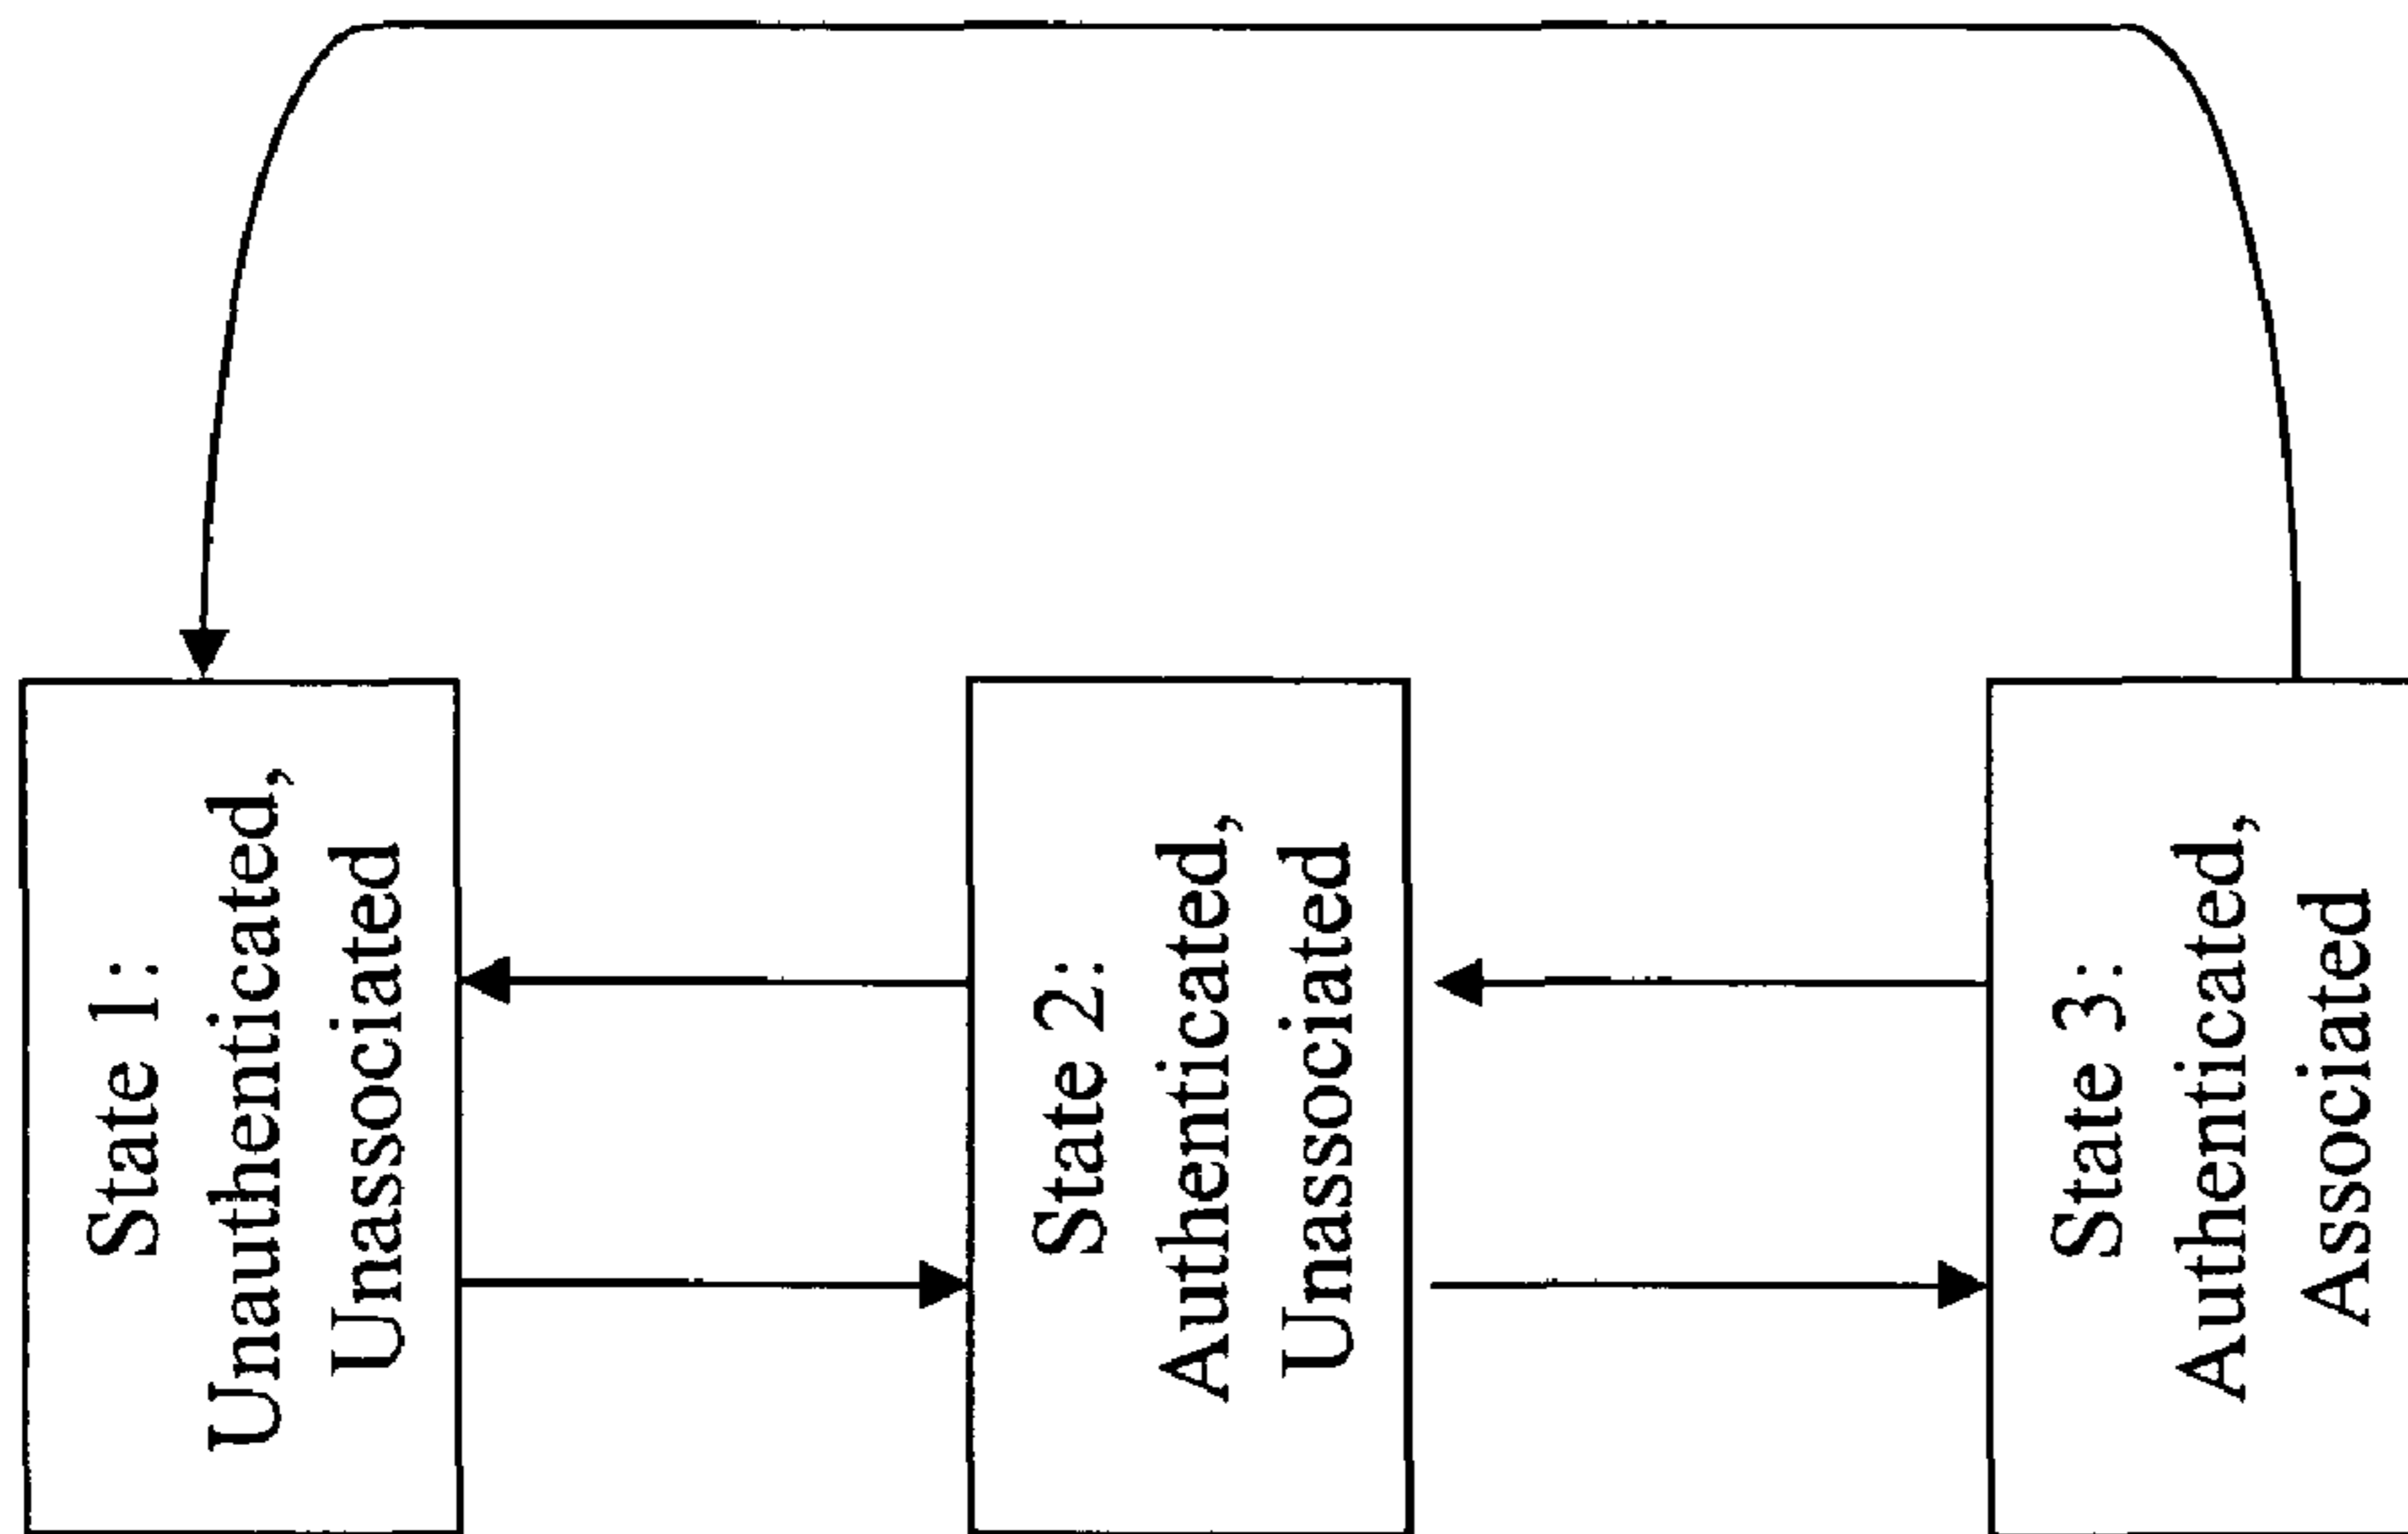 State 1:
Unauthenticated,
Unassociated
State 2:
Authenticated,
Unassociated
State 3:
Authenticated,
Associated